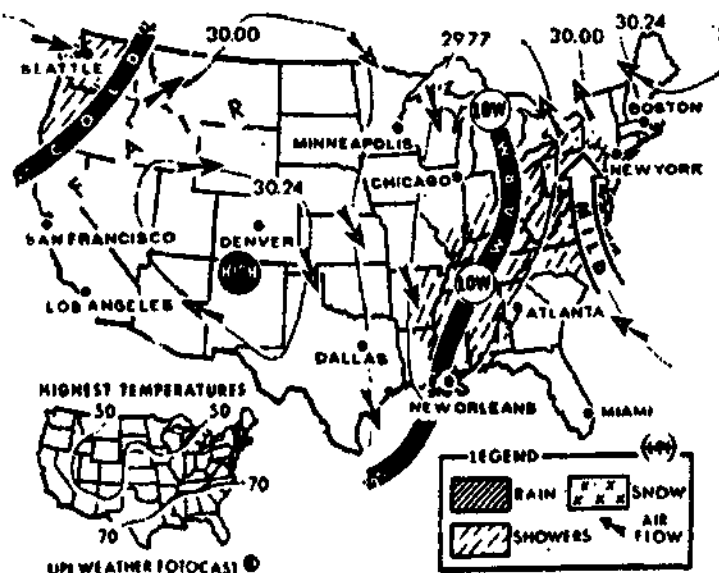 30.00
29.77
30.00
30.24
SEATTLE
COLD
BOSTON
LOW
MINNEAPOLIS
NEW YORK
CHICAGO
WARM
30.24
FAIR
SAN FRANCISCO
DENVER
HIGH
LOW
MILD
LOS ANGELES
ATLANTA
DALLAS
NEW ORLEANS
MIAMI
HIGHEST TEMPERATURES
50
50
70
70
UPI WEATHER FOTOCAST
LEGEND
RAIN
SNOW
SHOWERS
AIR
FLOW